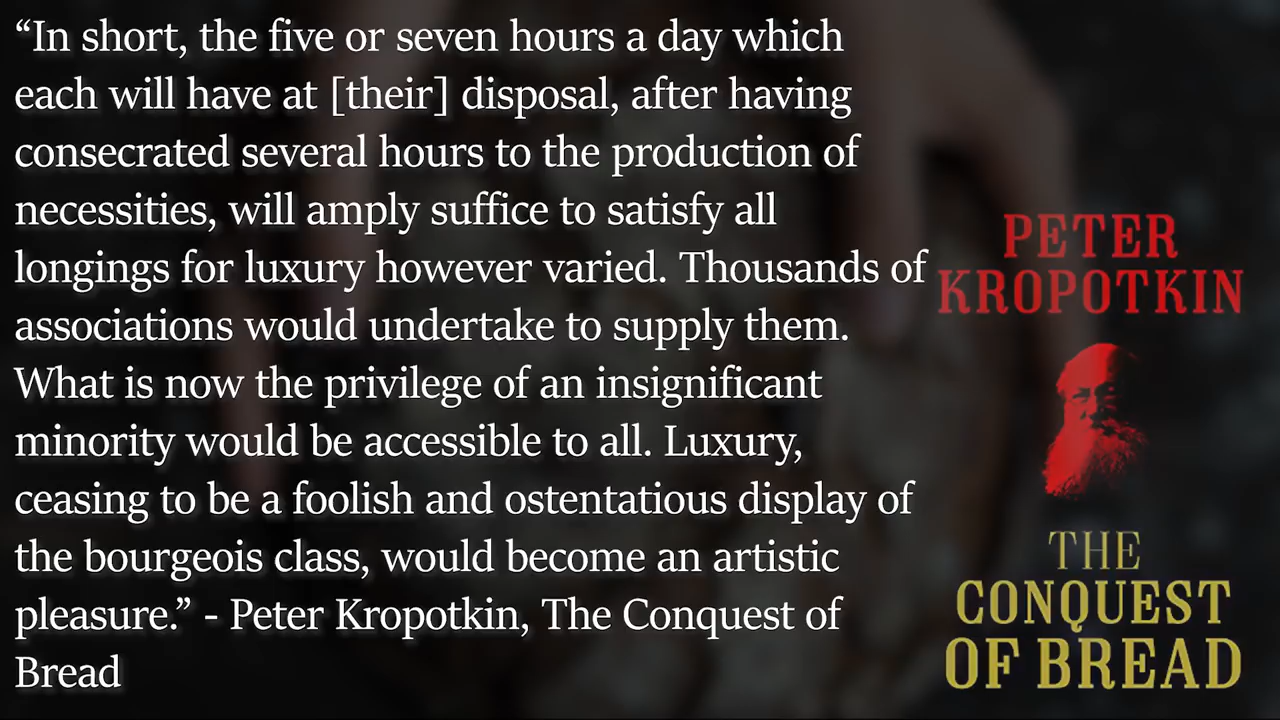 “In short, the five or seven hours a day which
each will have at [their] disposal, after having
consecrated several hours to the production of
necessities, will amply suffice to satisfy all
longings for luxury however varied. Thousands of
associations would undertake to supply them.
What is now the privilege of an insignificant
minority would be accessible to all. Luxury,
ceasing to be a foolish and ostentatious display of
the bourgeois class, would become an artistic
pleasure.” - Peter Kropotkin, The Conquest of
Bread
PETER
KROPOTKIN
THE
CONQUEST
OF BREAD